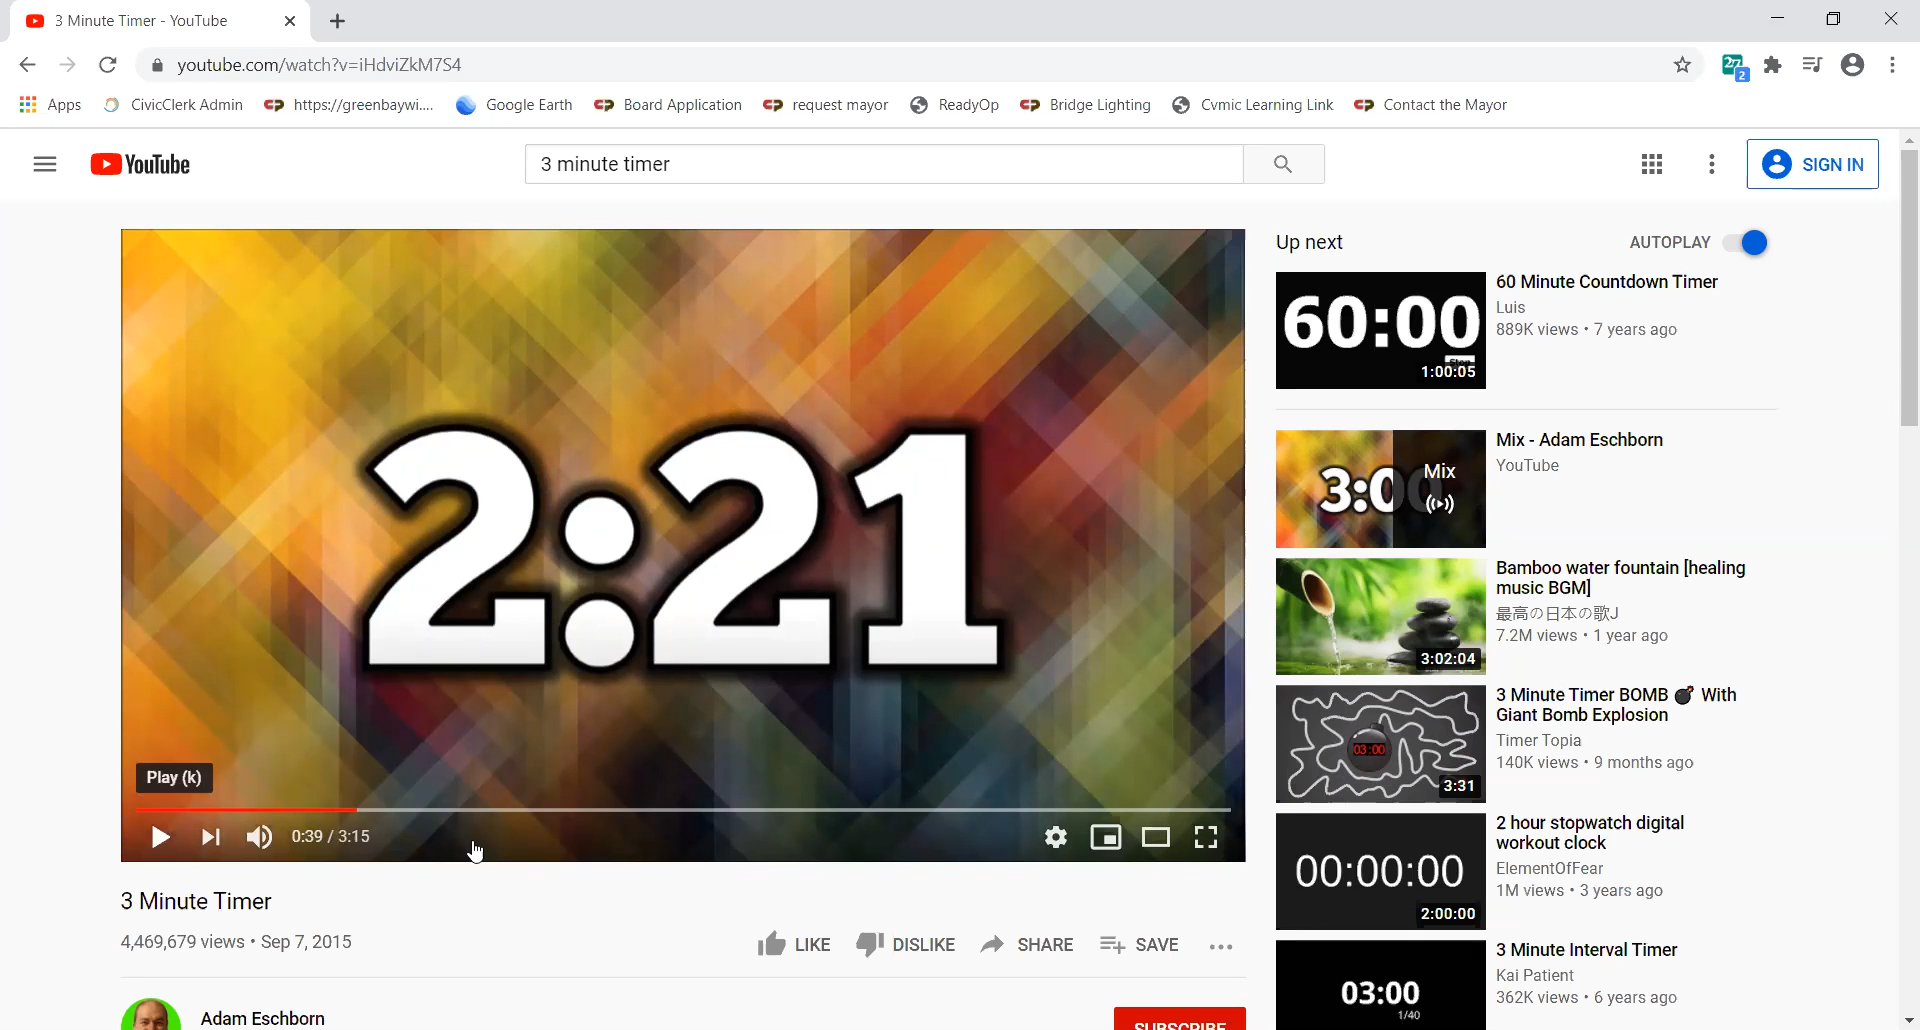 3 Minute Timer - YouTube
youtube.com/watch?v=iHdviZkM7S4
2
Apps CivicClerk Admin https://greenbaywi.... Google Earth Board Application request mayor ReadyOp Bridge Lighting Cvmic Learning Link Contact the Mayor
YouTube
3 minute timer
SIGN IN
2:21
Play (k)
0:39 / 3:15
3 Minute Timer
4,469,679 views • Sep 7, 2015
LIKE DISLIKE SHARE SAVE
Adam Eschborn
SUBSCRIBE
Up next
AUTOPLAY
60:00
Stop
1:00:05
60 Minute Countdown Timer
Luis
889K views • 7 years ago
3:00
Mix
Mix - Adam Eschborn
YouTube
3:02:04
Bamboo water fountain [healing
music BGM]
最高の日本の歌J
7.2M views • 1 year ago
03:00
3:31
3 Minute Timer BOMB 💣 With
Giant Bomb Explosion
Timer Topia
140K views • 9 months ago
00:00:00
2:00:00
2 hour stopwatch digital
workout clock
ElementOfFear
1M views • 3 years ago
03:00
1/40
3 Minute Interval Timer
Kai Patient
362K views • 6 years ago